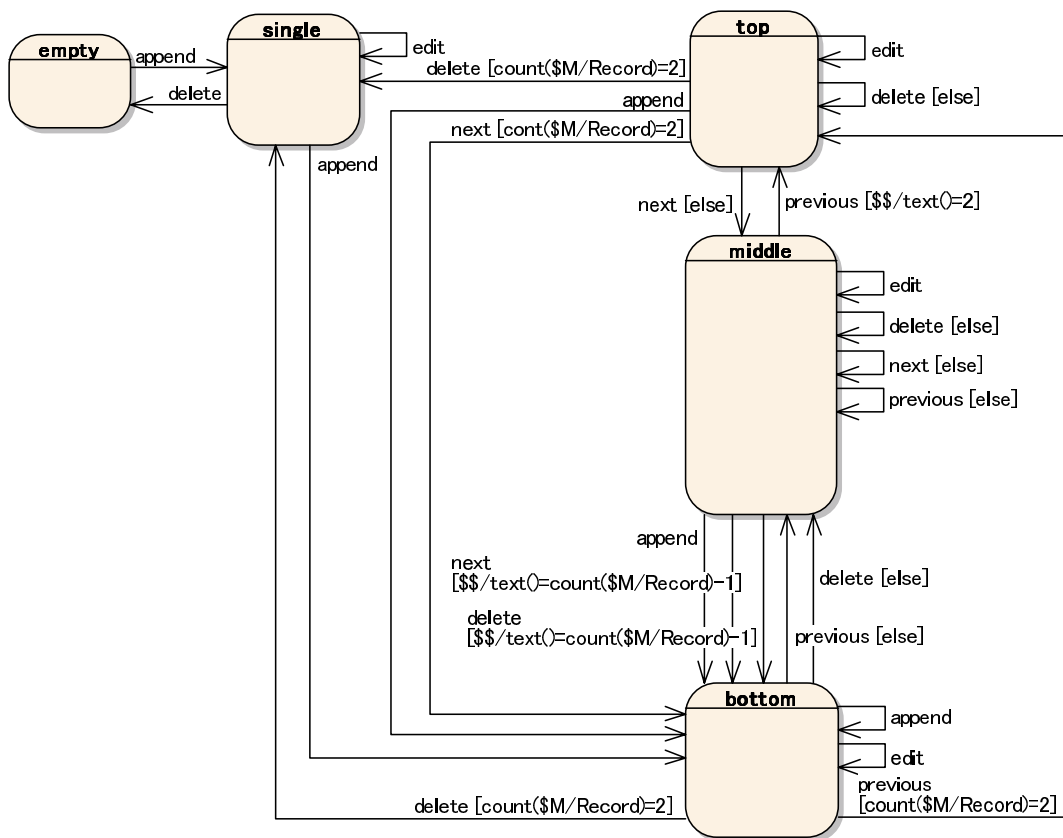 empty
append
delete
single
edit
append
top
edit
delete [else]
delete [count($M/Record)=2]
append
next [cont($M/Record)=2]
next [else]
previous [$$/text()=2]
middle
edit
delete [else]
next [else]
previous [else]
append
next
[$$/text()=count($M/Record)-1]
delete
[$$/text()=count($M/Record)-1]
delete [else]
previous [else]
bottom
append
edit
previous
[count($M/Record)=2]
delete [count($M/Record)=2]